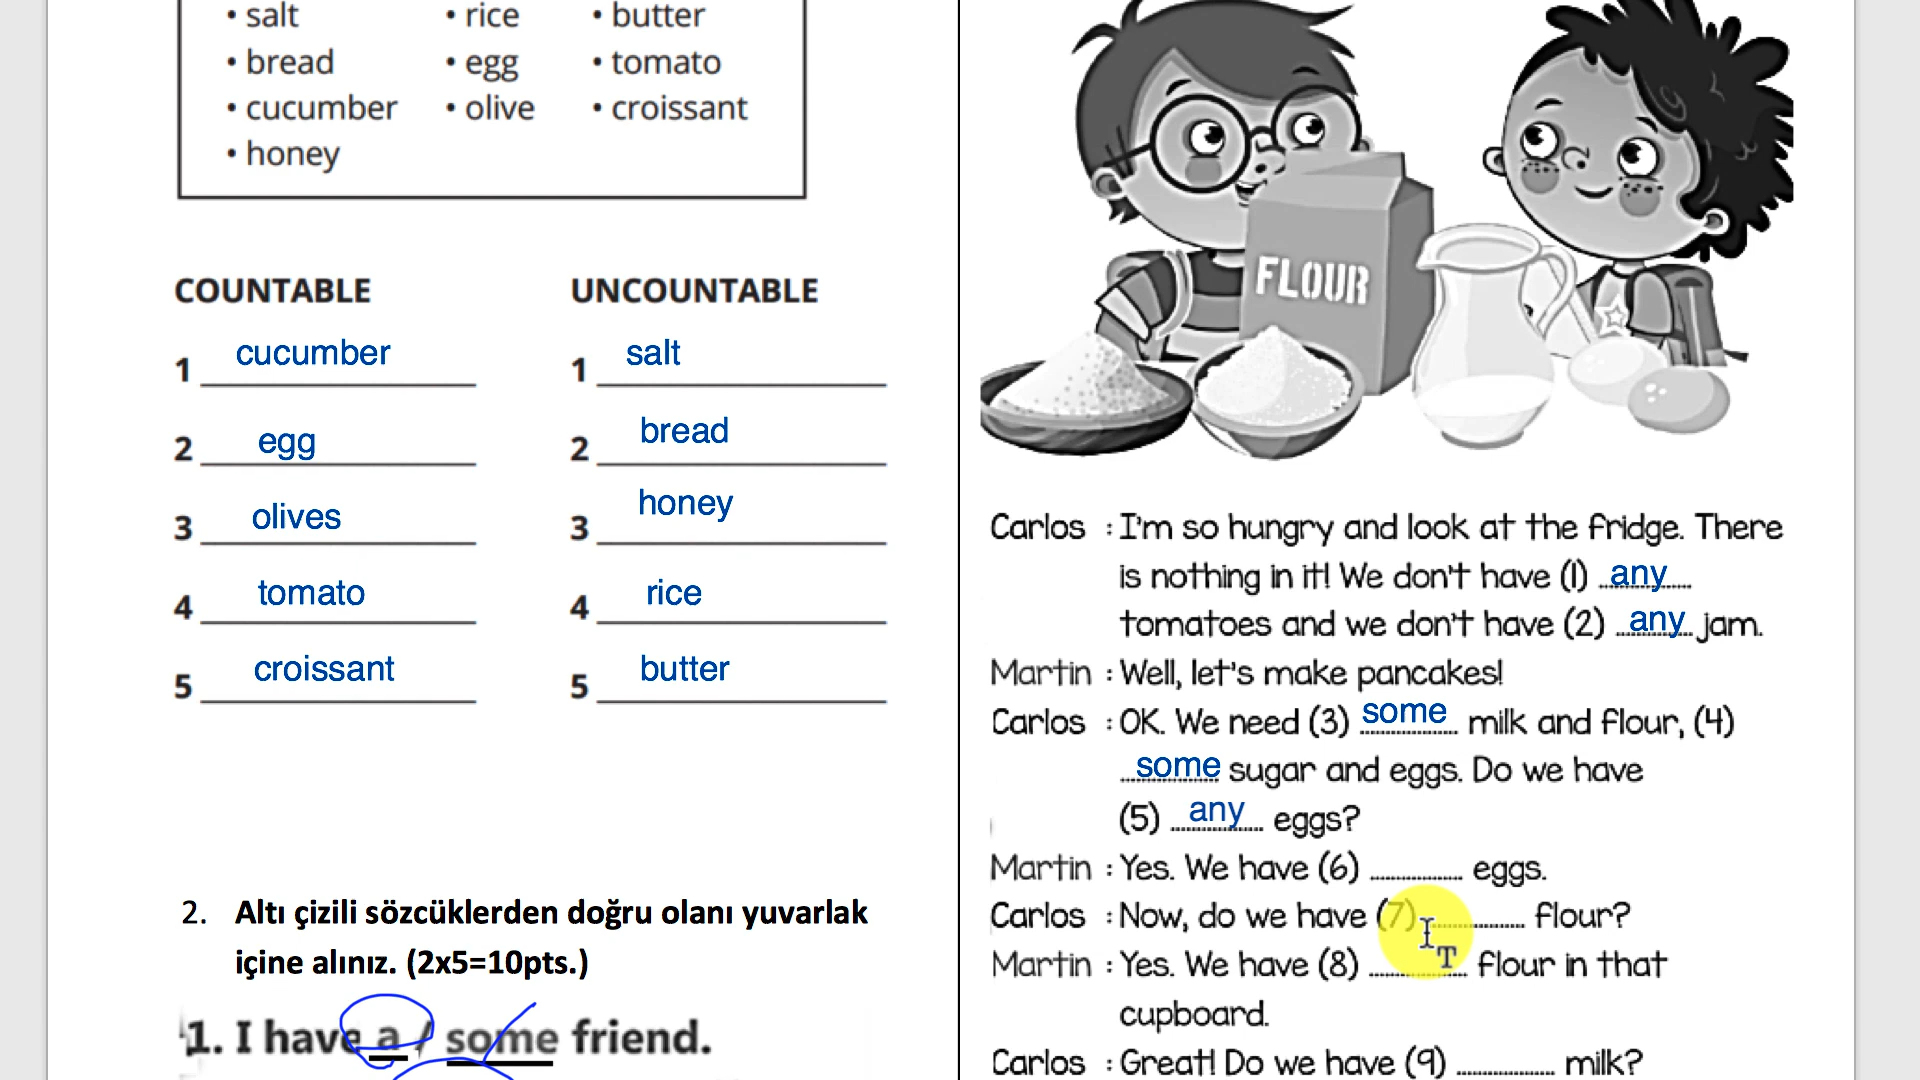 • salt • rice • butter
• bread • egg • tomato
• cucumber • olive • croissant
• honey
COUNTABLE UNCOUNTABLE
1 cucumber 1 salt
2 egg 2 bread
3 olives 3 honey
4 tomato 4 rice
5 croissant 5 butter
2. Altı çizili sözcüklerden doğru olanı yuvarlak
içine alınız. (2x5=10pts.)
1. I have a / some friend.
FLOUR
Carlos : I'm so hungry and look at the fridge. There
is nothing in it! We don't have (1) any
tomatoes and we don't have (2) any jam.
Martin : Well, let's make pancakes!
Carlos : OK. We need (3) some milk and flour, (4)
some sugar and eggs. Do we have
(5) any eggs?
Martin : Yes. We have (6) ............ eggs.
Carlos : Now, do we have (7) ............ flour?
Martin : Yes. We have (8) ............ flour in that
cupboard.
Carlos : Great! Do we have (9) ............ milk?